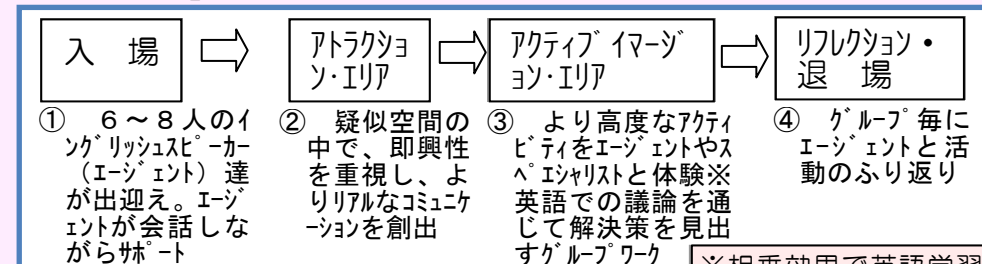 入　場
ｱﾄﾗｸｼｮ
ﾝ･ｴﾘｱ
ｱｸﾃｨﾌﾞ ｲﾏｰｼﾞ
ｮﾝ･ｴﾘｱ
ﾘﾌﾚｸｼｮﾝ・
退　場
①　６～８人のｲ
ﾝｸﾞﾘｯｼｭｽﾋﾟｰｶｰ
（ｴｰｼﾞｪﾝﾄ）達
が出迎え。ｴｰｼﾞ
ｪﾝﾄが会話しな
がらｻﾎﾟｰﾄ
②　疑似空間の
中で、即興性
を重視し、よ
りﾘｱﾙなｺﾐｭﾆｹ
ｰｼｮﾝを創出
③　より高度なｱｸﾃｨ
ﾋﾞﾃｨをｴｰｼﾞｪﾝﾄやｽ
ﾍﾟｼｬﾘｽﾄと体験※
英語での議論を通
じて解決策を見出
すｸﾞﾙｰﾌﾟﾜｰｸ
④　ｸﾞﾙｰﾌﾟ毎に
ｴｰｼﾞｪﾝﾄと活
動のふり返り
※相乗効果で英語学習